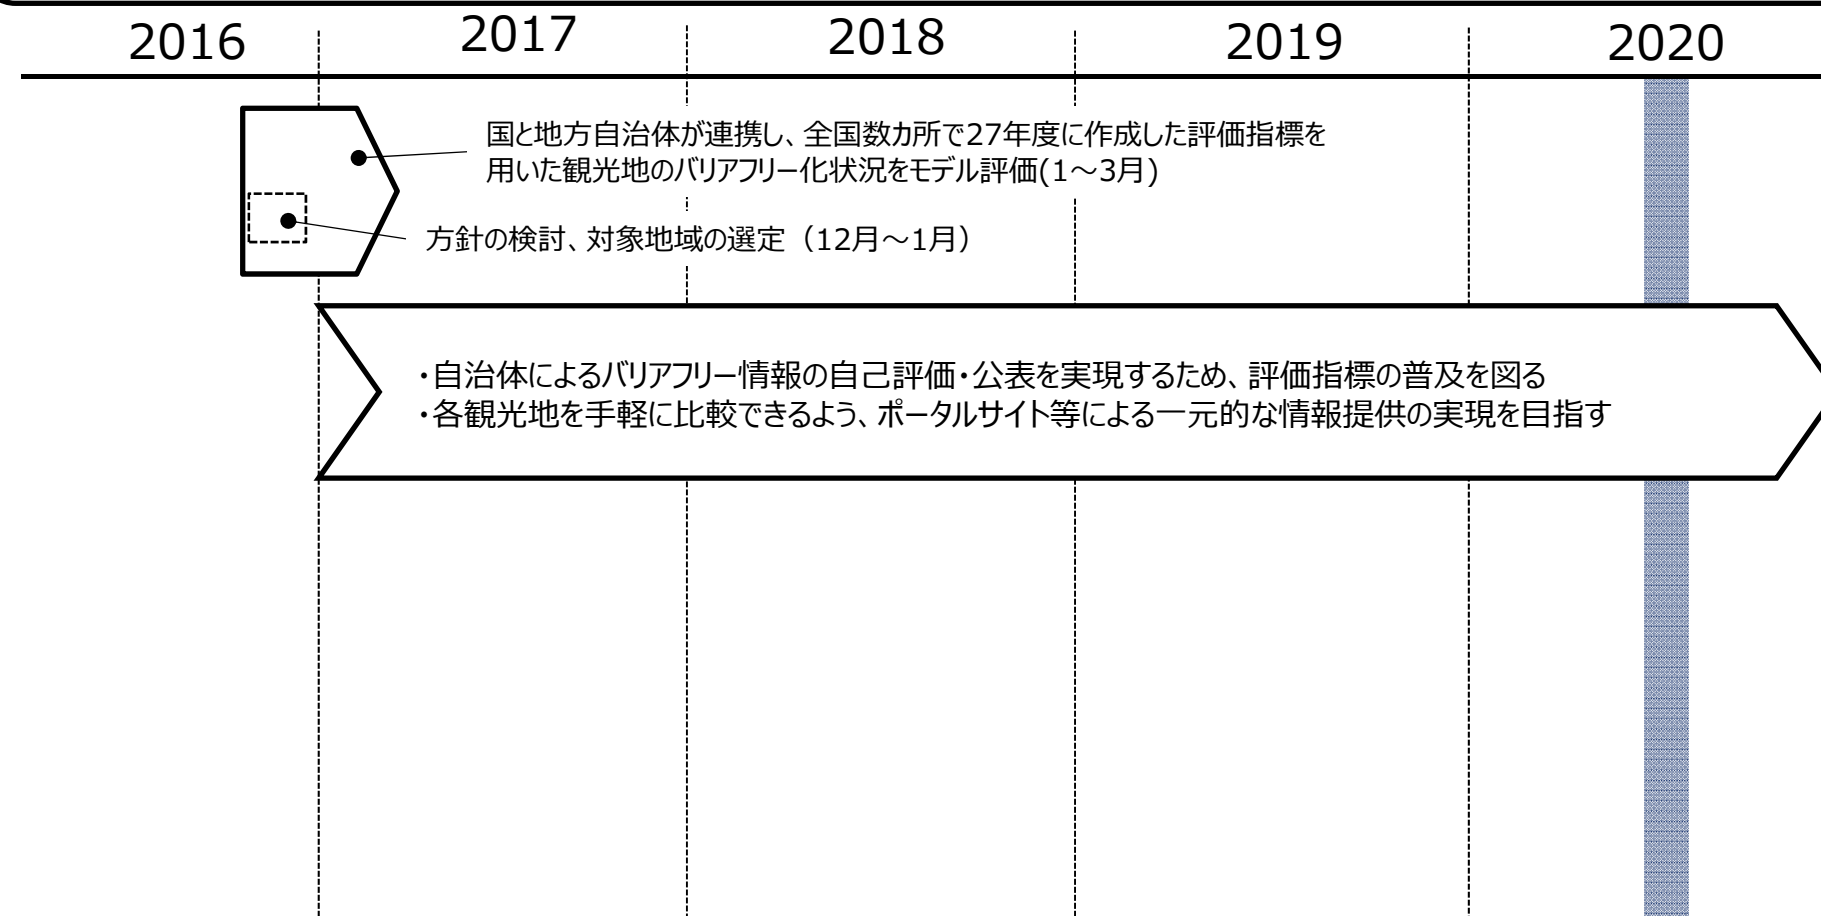 2016
2017
2018
2019
2020
国と地方自治体が連携し、全国数カ所で27年度に作成した評価指標を
用いた観光地のバリアフリー化状況をモデル評価(1～3月)
方針の検討、対象地域の選定（12月～1月）
・自治体によるバリアフリー情報の自己評価・公表を実現するため、評価指標の普及を図る
・各観光地を手軽に比較できるよう、ポータルサイト等による一元的な情報提供の実現を目指す